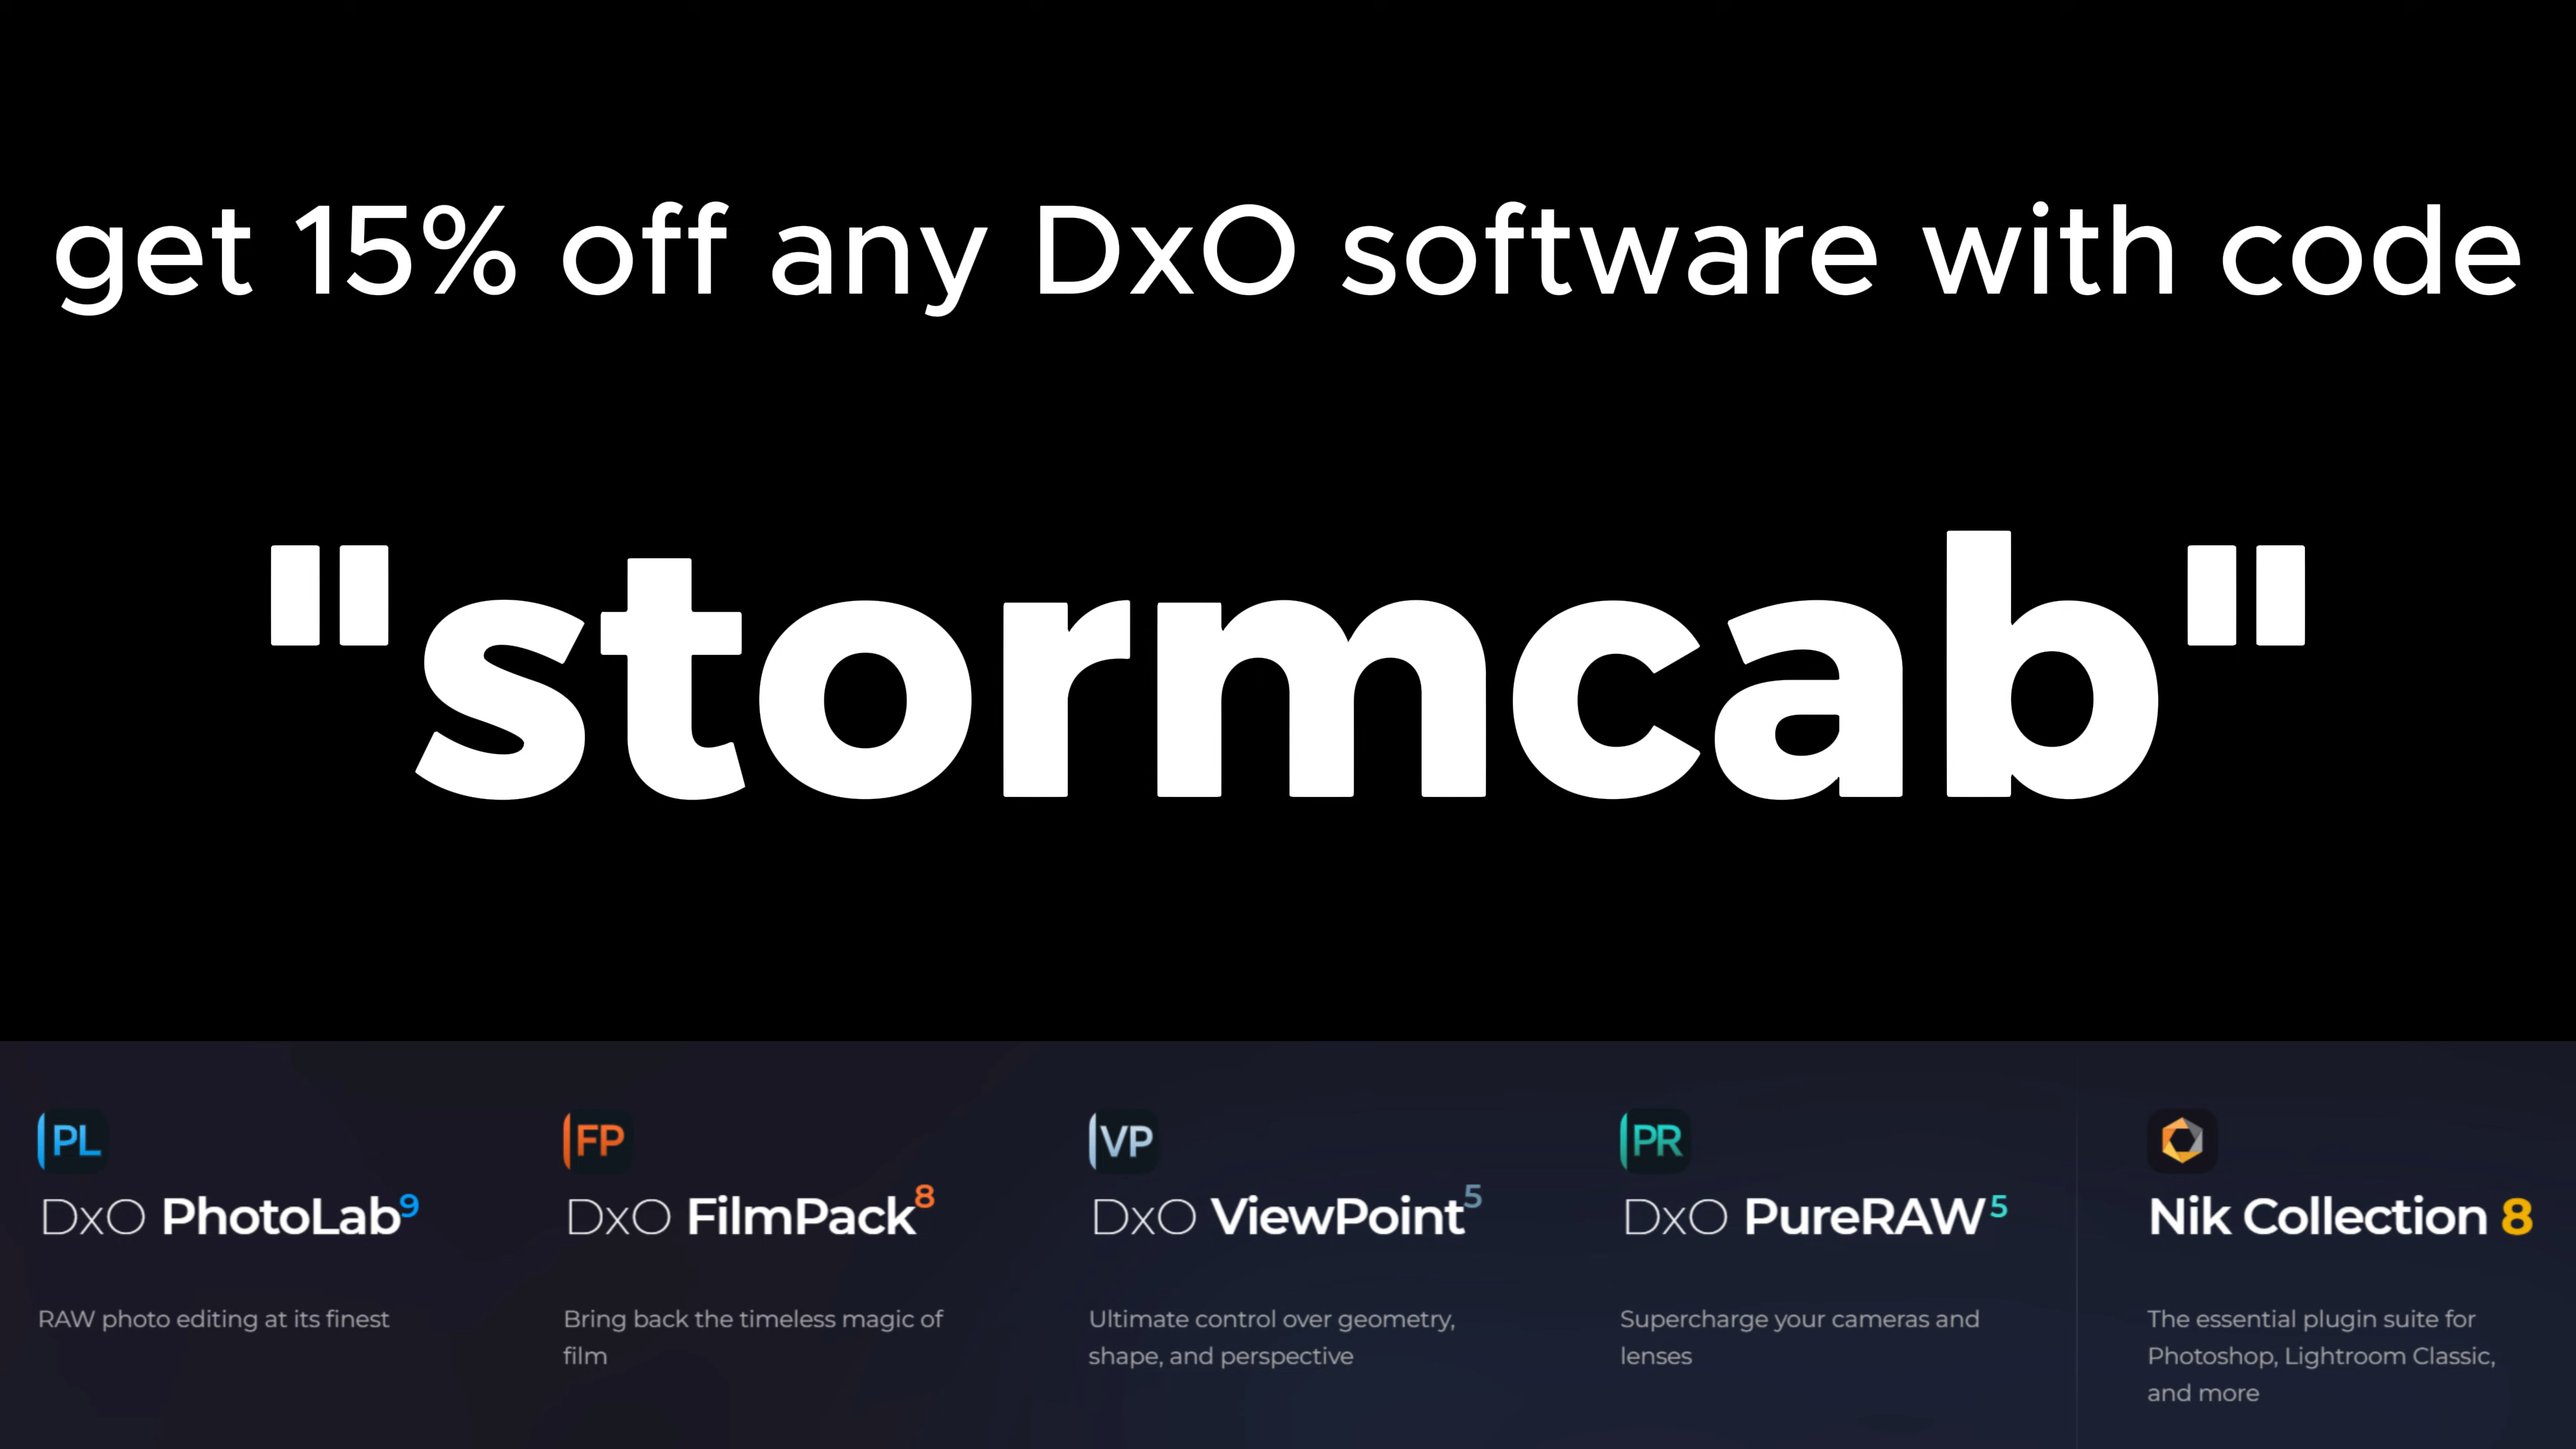 get 15% off any DxO software with code
"stormcab"
PL
DxO PhotoLab9
RAW photo editing at its finest
FP
DxO FilmPack8
Bring back the timeless magic of
film
VP
DxO ViewPoint5
Ultimate control over geometry,
shape, and perspective
PR
DxO PureRAW5
Supercharge your cameras and
lenses
Nik Collection 8
The essential plugin suite for
Photoshop, Lightroom Classic,
and more